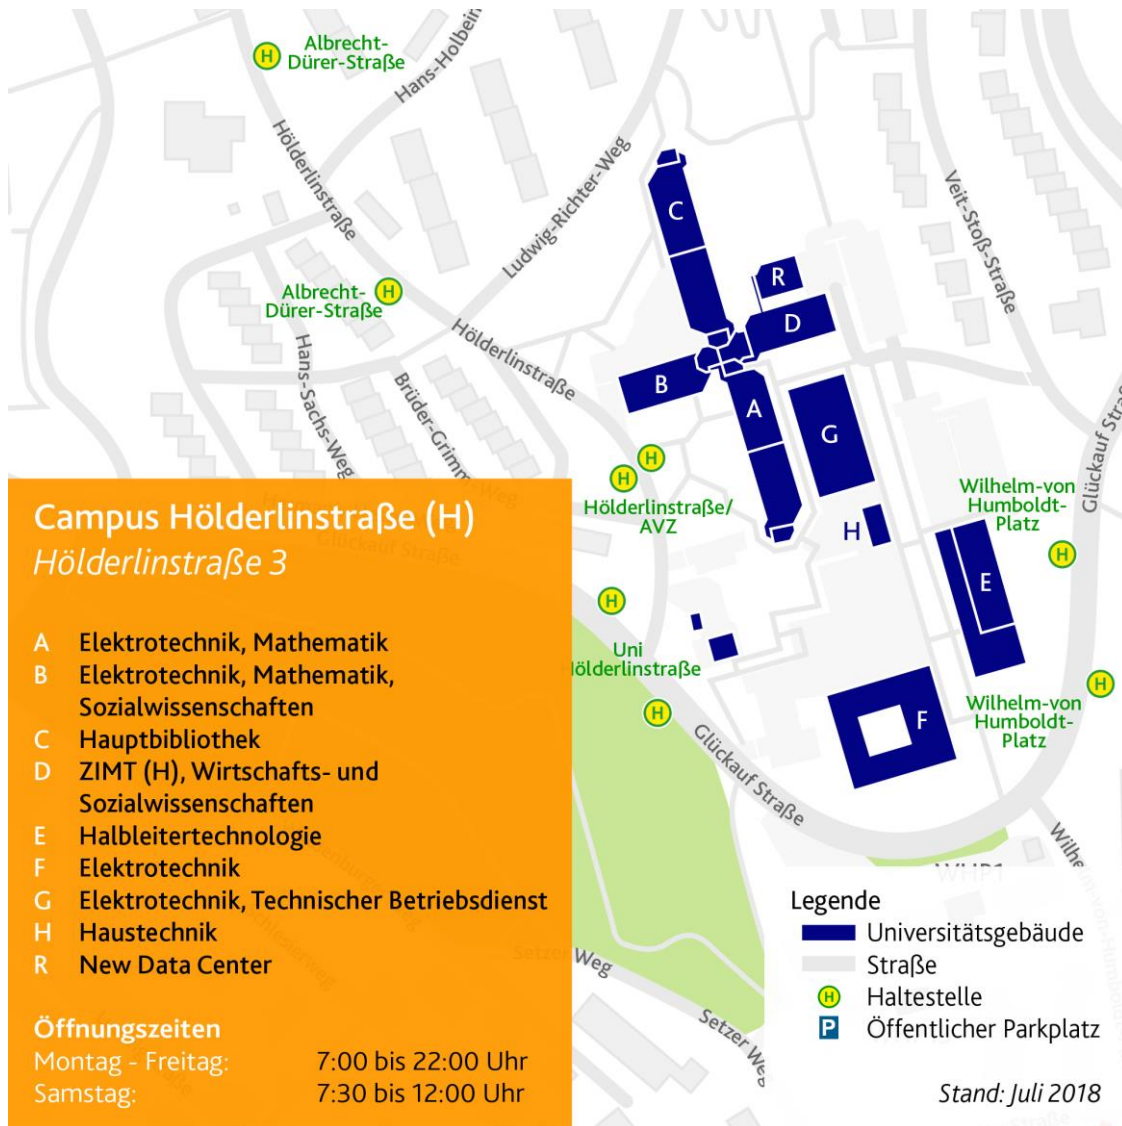 Albrecht-
Dürer-Straße
Hans-Holbein
Hölderlinstraße
Ludwig-Richter-Weg
Veit-Stoß-Straße
C
R
D
Albrecht-
Dürer-Straße
Hölderlinstraße
Hans-Sachs-Weg
Brüder-Grimm-Weg
B
A
G
Glückauf Straße
Hölderlinstraße/
AVZ
H
Wilhelm-von
Humboldt-
Platz
E
Uni
Hölderlinstraße
Wilhelm-von
Humboldt-
Platz
F
Glückauf Straße
Glückauf Straße
WHP1
Setzer Weg
Setzer Weg
Campus Hölderlinstraße (H)
Hölderlinstraße 3
A Elektrotechnik, Mathematik
B Elektrotechnik, Mathematik,
Sozialwissenschaften
C Hauptbibliothek
D ZIMT (H), Wirtschafts- und
Sozialwissenschaften
E Halbleitertechnologie
F Elektrotechnik
G Elektrotechnik, Technischer Betriebsdienst
H Haustechnik
R New Data Center
Öffnungszeiten
Montag - Freitag: 7:00 bis 22:00 Uhr
Samstag: 7:30 bis 12:00 Uhr
Legende
Universitätsgebäude
Straße
H Haltestelle
P Öffentlicher Parkplatz
Stand: Juli 2018